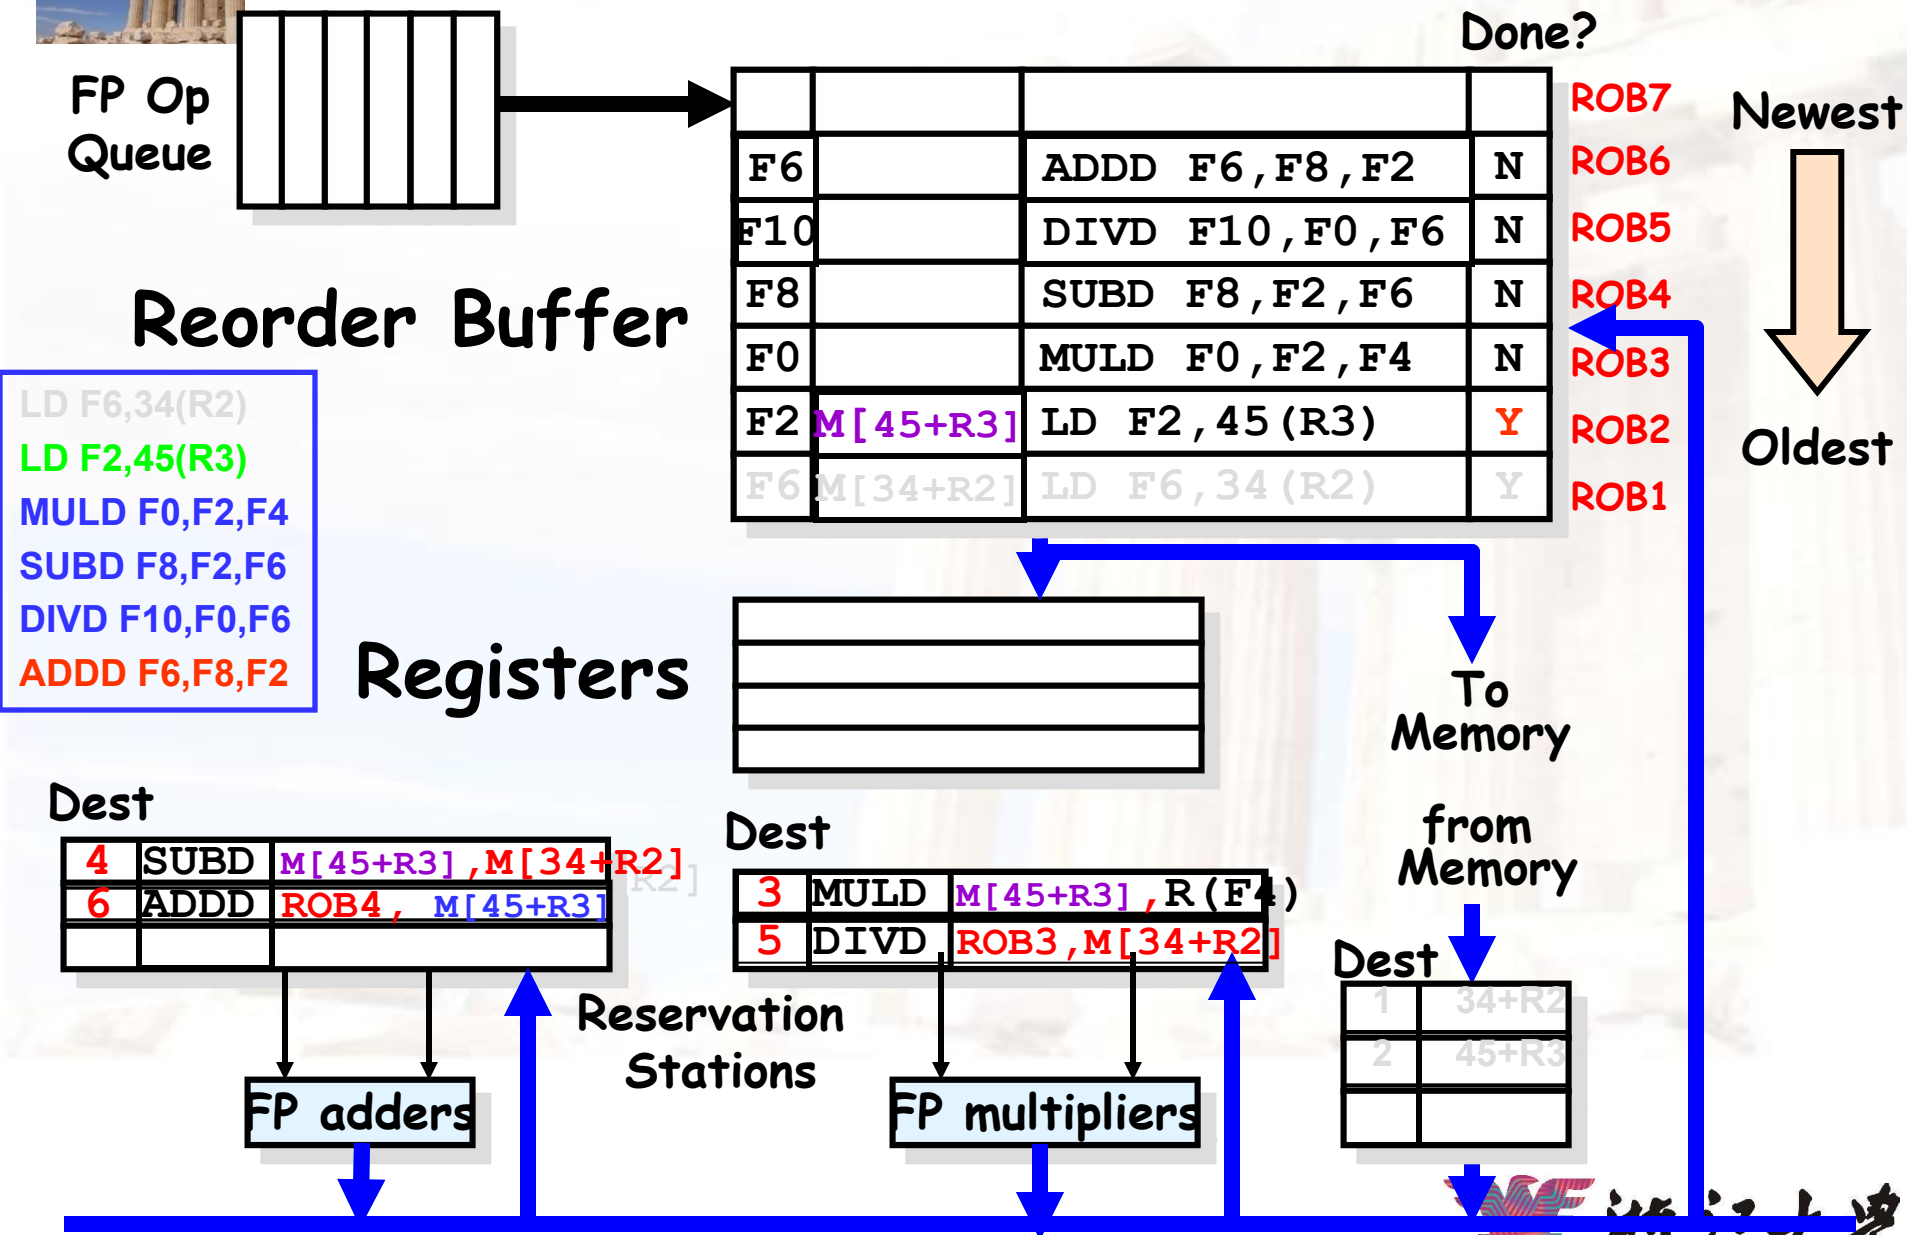 Done?
FP Op
Queue
ROB7
Newest
F6 ADDD F6,F8,F2 N ROB6
F10 DIVD F10,F0,F6 N ROB5
F8 SUBD F8,F2,F6 N ROB4
Reorder Buffer
F0 MULD F0,F2,F4 N ROB3
F2 M[45+R3] LD F2,45(R3) Y ROB2
Oldest
F6 M[34+R2] LD F6,34(R2) Y ROB1
LD F6,34(R2)
LD F2,45(R3)
MULD F0,F2,F4
SUBD F8,F2,F6
DIVD F10,F0,F6
ADDD F6,F8,F2
Registers
To
Memory
from
Memory
Dest
4 SUBD M[45+R3],M[34+R2]
R2]
6 ADDD ROB4, M[45+R3]
Dest
3 MULD M[45+R3],R(F4)
5 DIVD ROB3,M[34+R2]
Dest
1 34+R2
2 45+R3
Reservation
Stations
FP adders
FP multipliers